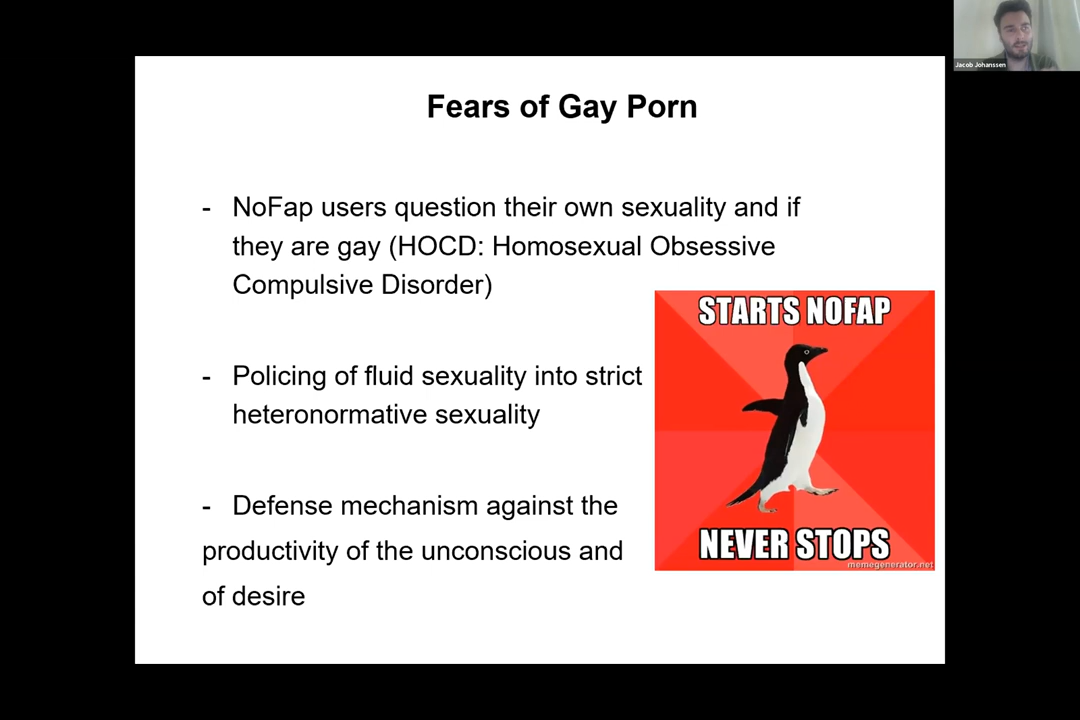 Jacob Johanssen
Fears of Gay Porn
- NoFap users question their own sexuality and if
they are gay (HOCD: Homosexual Obsessive
Compulsive Disorder)
- Policing of fluid sexuality into strict
heteronormative sexuality
- Defense mechanism against the
productivity of the unconscious and
of desire
STARTS NOFAP
NEVER STOPS
memegenerator.net